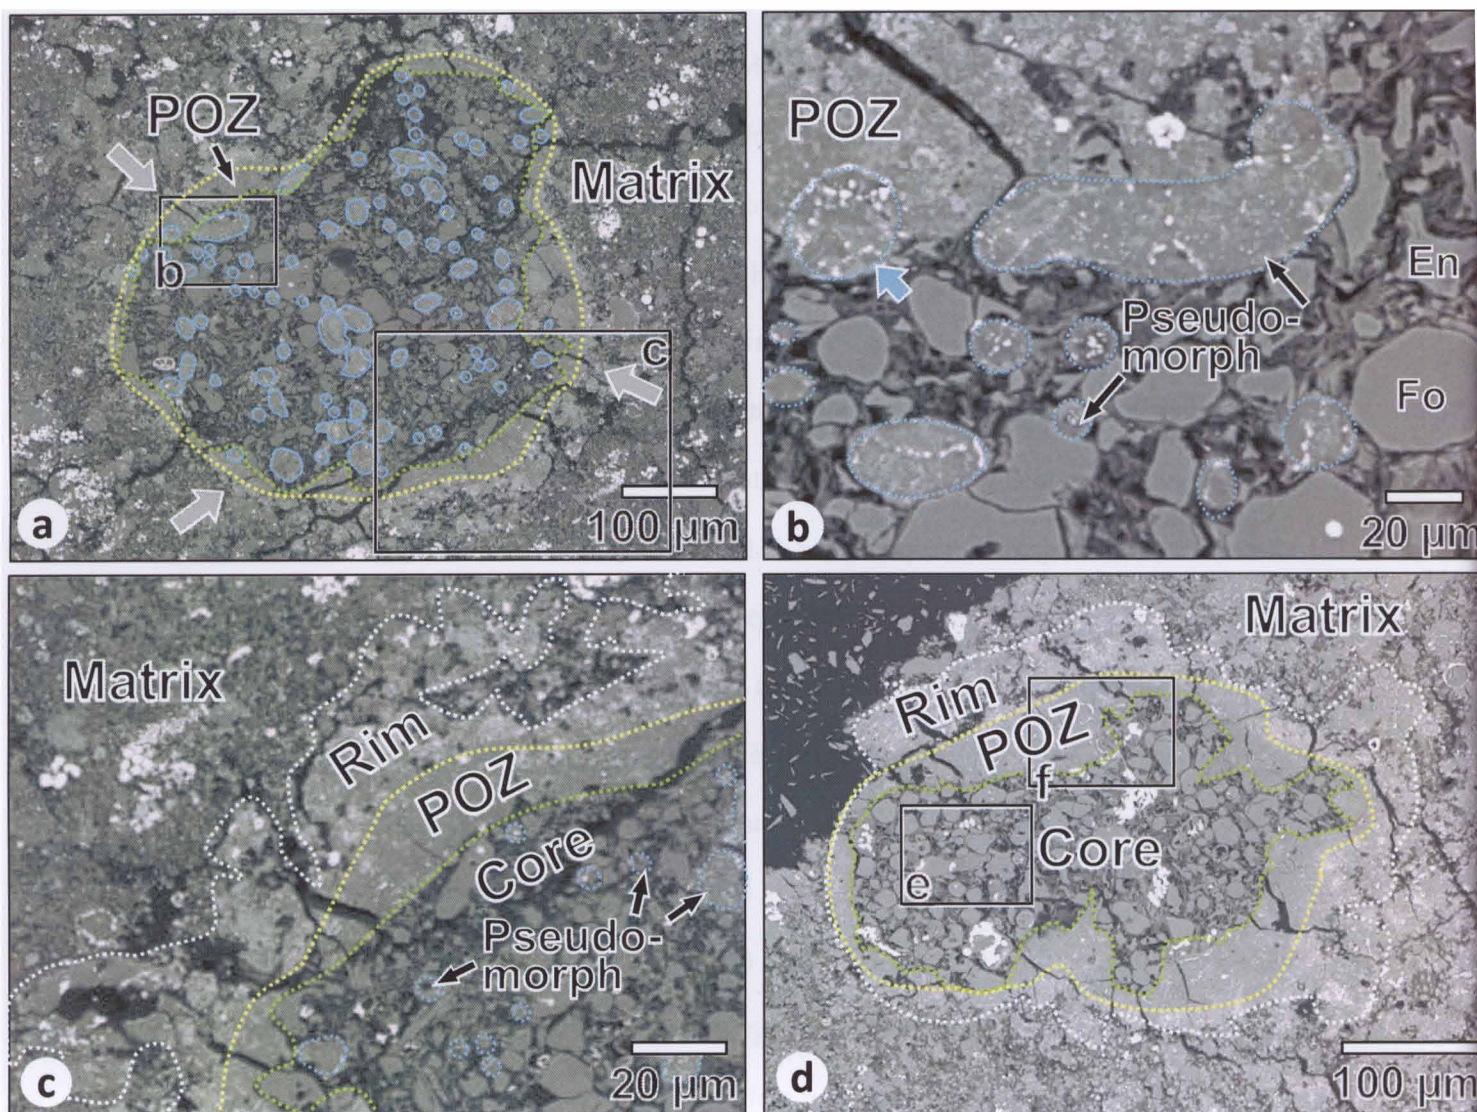 POZ
Matrix
b
c
a
100 µm
POZ
En
Pseudo-
morph
Fo
b
20 µm
Matrix
Rim
POZ
Core
Pseudo-
morph
c
20 µm
Matrix
Rim
POZ
f
Core
e
d
100 µm